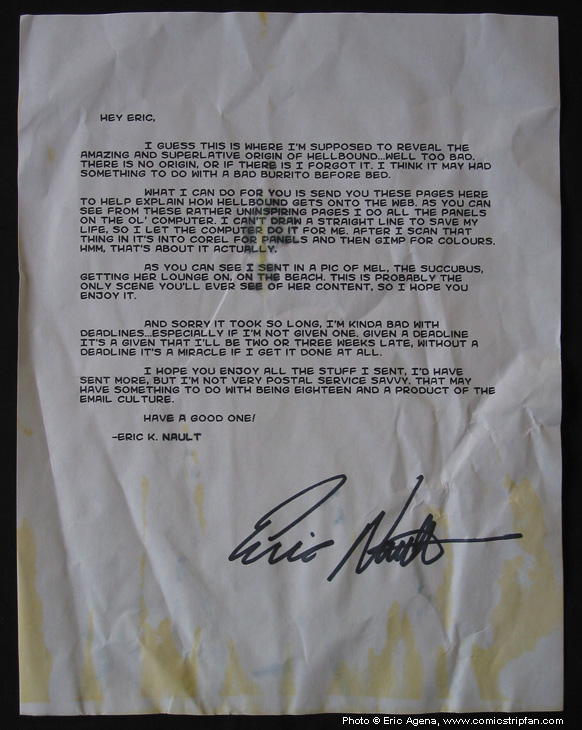 HEY ERIC,
I GUESS THIS IS WHERE I'M SUPPOSED TO REVEAL THE
AMAZING AND SUPERLATIVE ORIGIN OF HELLBOUND...WELL TOO BAD.
THERE IS NO ORIGIN, OR IF THERE IS I FORGOT IT. I THINK IT MAY HAD
SOMETHING TO DO WITH A BAD BURRITO BEFORE BED.
WHAT I CAN DO FOR YOU IS SEND YOU THESE PAGES HERE
TO HELP EXPLAIN HOW HELLBOUND GETS ONTO THE WEB. AS YOU CAN
SEE FROM THESE RATHER UNINSPIRING PAGES I DO ALL THE PANELS
ON THE OL' COMPUTER. I CAN'T DRAW A STRAIGHT LINE TO SAVE MY
LIFE, SO I LET THE COMPUTER DO IT FOR ME. AFTER I SCAN THAT
THING IN IT'S INTO COREL FOR PANELS AND THEN GIMP FOR COLOURS.
HMM, THAT'S ABOUT IT ACTUALLY.
AS YOU CAN SEE I SENT IN A PIC OF MEL, THE SUCCUBUS,
GETTING HER LOUNGE ON, ON THE BEACH. THIS IS PROBABLY THE
ONLY SCENE YOU'LL EVER SEE OF HER CONTENT, SO I HOPE YOU
ENJOY IT.
AND SORRY IT TOOK SO LONG, I'M KINDA BAD WITH
DEADLINES...ESPECIALLY IF I'M NOT GIVEN ONE. GIVEN A DEADLINE
IT'S A GIVEN THAT I'LL BE TWO OR THREE WEEKS LATE, WITHOUT A
DEADLINE IT'S A MIRACLE IF I GET IT DONE AT ALL.
I HOPE YOU ENJOY ALL THE STUFF I SENT, I'D HAVE
SENT MORE, BUT I'M NOT VERY POSTAL SERVICE SAVVY. THAT MAY
HAVE SOMETHING TO DO WITH BEING EIGHTEEN AND A PRODUCT OF THE
EMAIL CULTURE.
HAVE A GOOD ONE!
-ERIC K. NAULT
Eric Nault
Photo © Eric Agena, www.comicstripfan.com